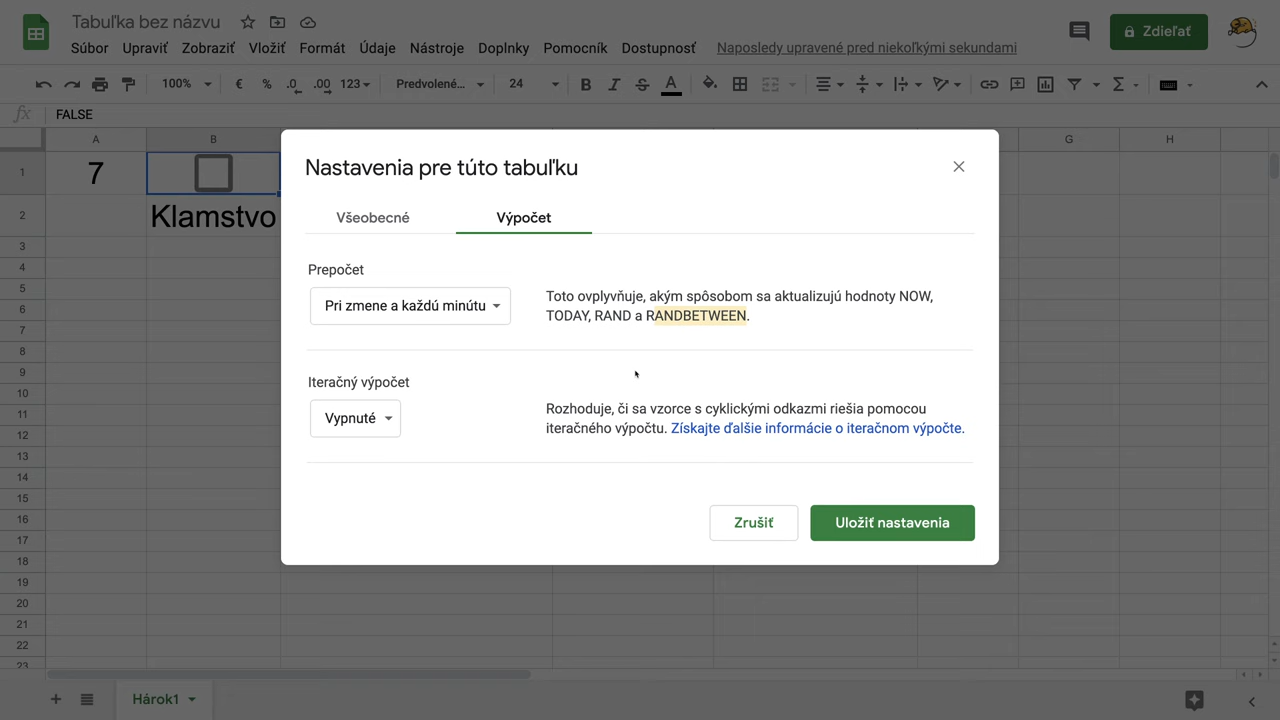 Tabuľka bez názvu
Súbor Upraviť Zobraziť Vložiť Formát Údaje Nástroje Doplnky Pomocník Dostupnosť Naposledy upravené pred niekoľkými sekundami
Zdieľať
100% € % .0 .00 123 Predvolené... 24 B I S A Σ
fx FALSE
A B G H
1 7
2 Klamstvo
3
4
5
6
7
8
9
10
11
12
13
14
15
16
17
18
19
20
21
22
23
Nastavenia pre túto tabuľku
Všeobecné Výpočet
Prepočet
Pri zmene a každú minútu
Toto ovplyvňuje, akým spôsobom sa aktualizujú hodnoty NOW,
TODAY, RAND a RANDBETWEEN.
Iteračný výpočet
Vypnuté
Rozhoduje, či sa vzorce s cyklickými odkazmi riešia pomocou
iteračného výpočtu. Získajte ďalšie informácie o iteračnom výpočte.
Zrušiť Uložiť nastavenia
Hárok1